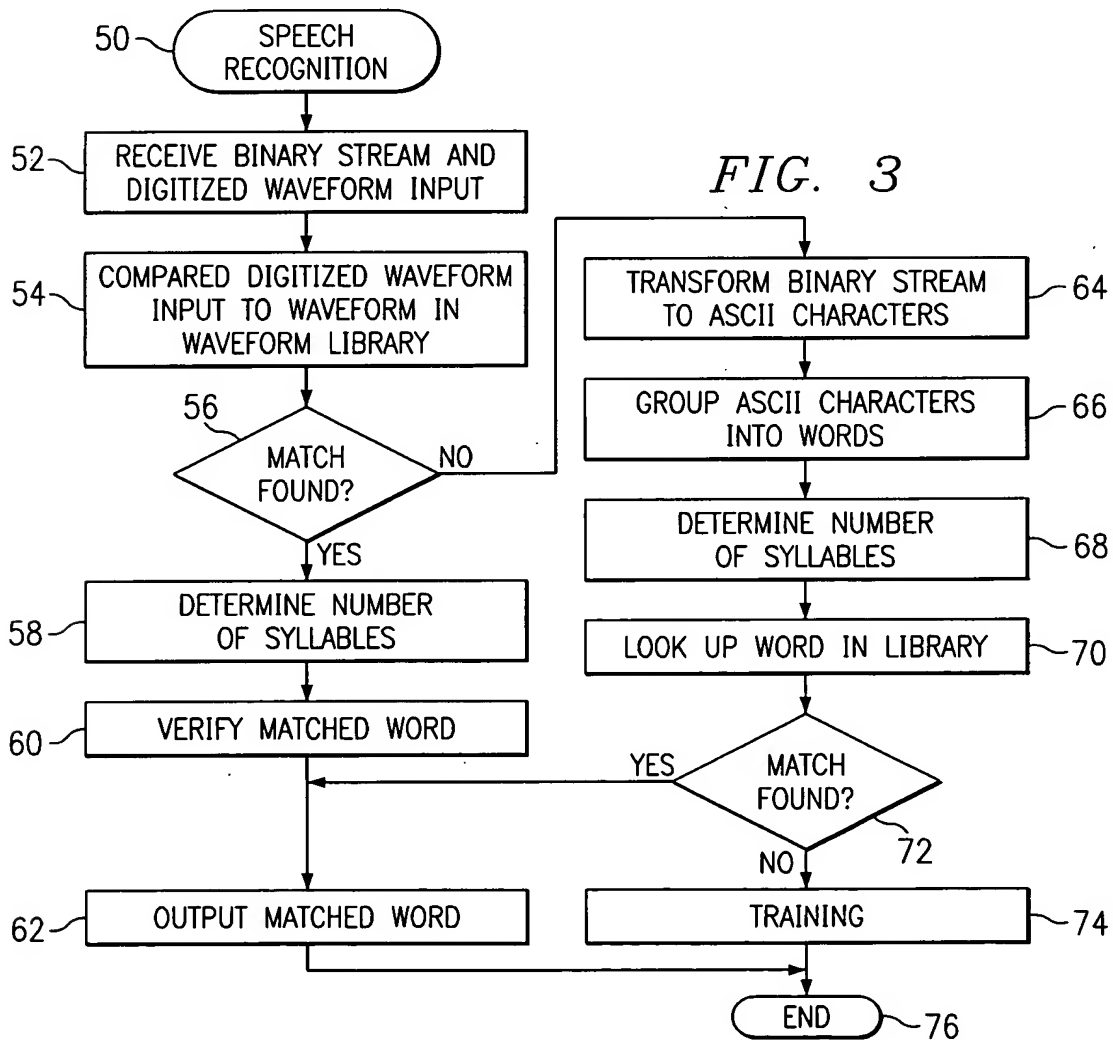 50
SPEECH
RECOGNITION
52
RECEIVE BINARY STREAM AND
DIGITIZED WAVEFORM INPUT
FIG. 3
54
COMPARED DIGITIZED WAVEFORM
INPUT TO WAVEFORM IN
WAVEFORM LIBRARY
56
MATCH
FOUND?
NO
YES
58
DETERMINE NUMBER
OF SYLLABLES
60
VERIFY MATCHED WORD
62
OUTPUT MATCHED WORD
TRANSFORM BINARY STREAM
TO ASCII CHARACTERS
64
GROUP ASCII CHARACTERS
INTO WORDS
66
DETERMINE NUMBER
OF SYLLABLES
68
LOOK UP WORD IN LIBRARY
70
YES
MATCH
FOUND?
72
NO
TRAINING
74
END
76